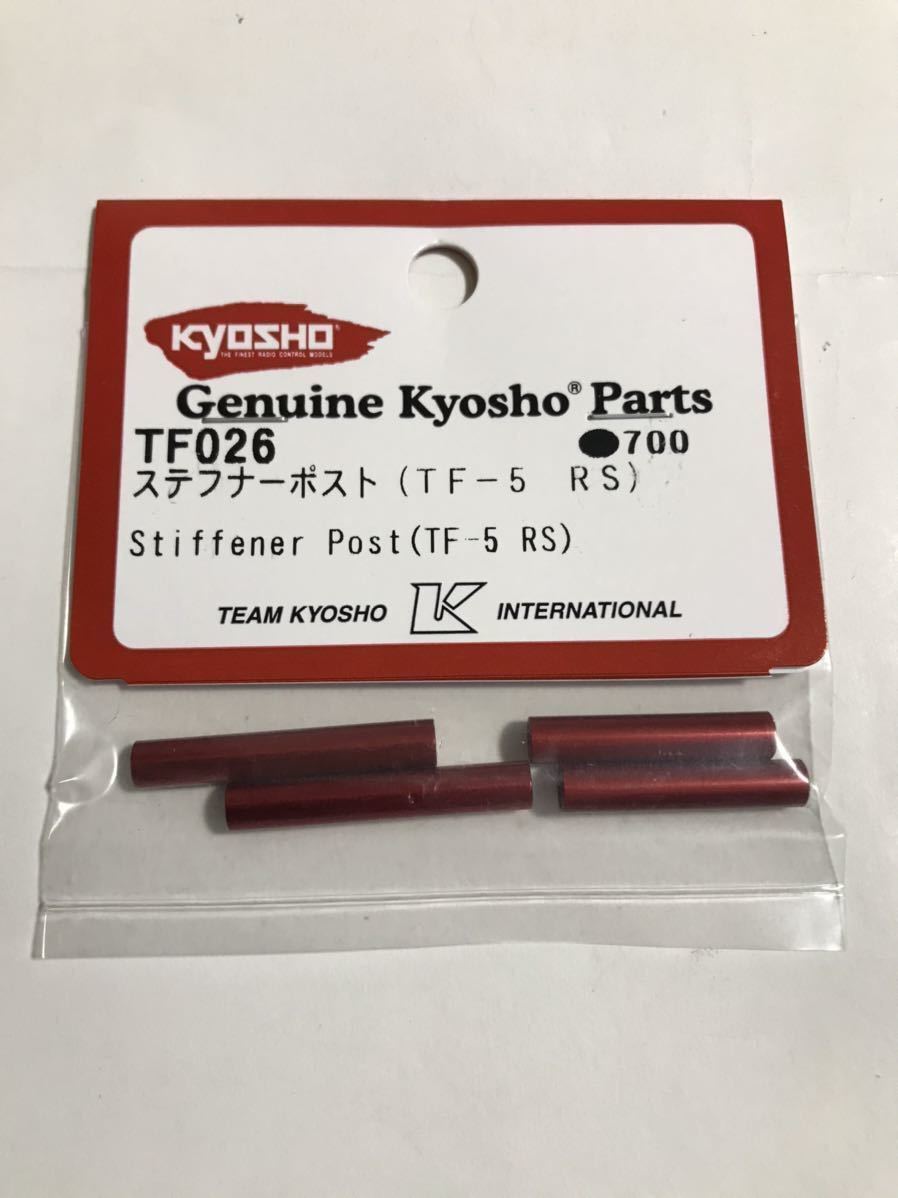 KYOSHO®
THE FINEST RADIO CONTROL MODELS
Genuine Kyosho® Parts
TF026 ●700
ステフナーポスト(TF-5 RS)
Stiffener Post(TF-5 RS)
TEAM KYOSHO K INTERNATIONAL